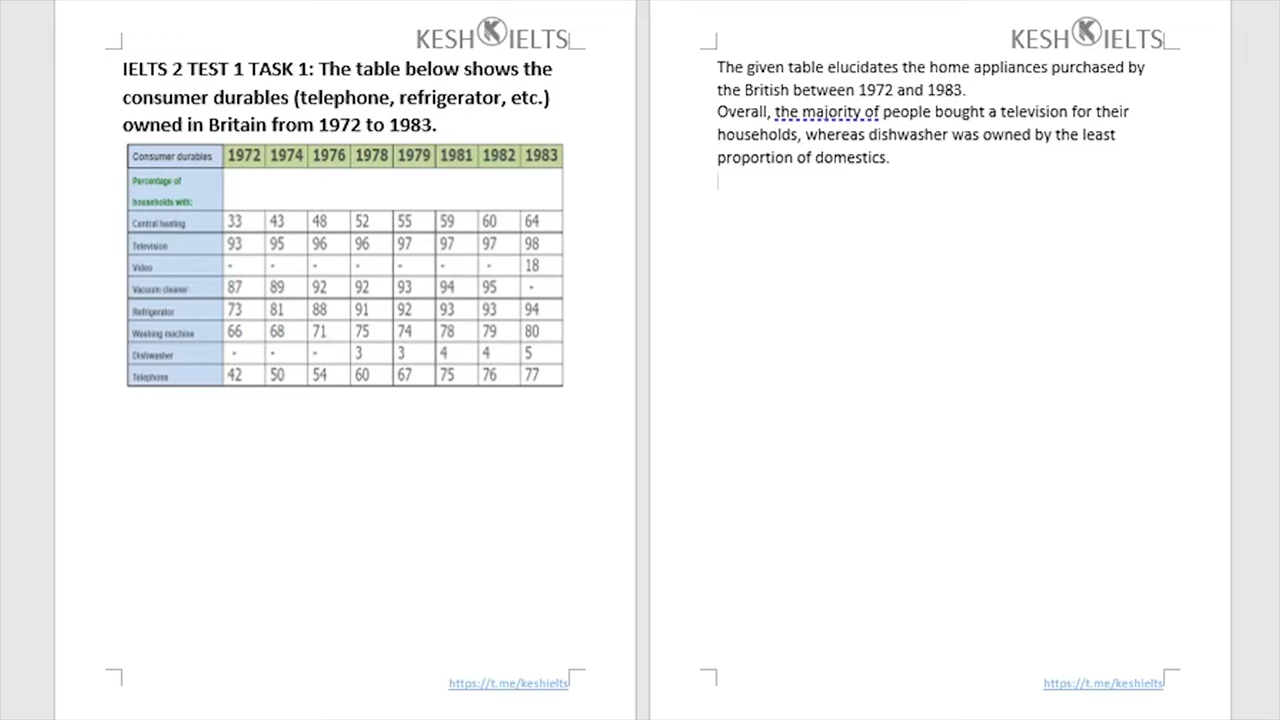 KESH K IELTS
IELTS 2 TEST 1 TASK 1: The table below shows the
consumer durables (telephone, refrigerator, etc.)
owned in Britain from 1972 to 1983.
Consumer durables 1972 1974 1976 1978 1979 1981 1982 1983
Percentage of
households with:
Central heating 33 43 48 52 55 59 60 64
Television 93 95 96 96 97 97 97 98
Video - - - - - - - 18
Vacuum cleaner 87 89 92 92 93 94 95 -
Refrigerator 73 81 88 91 92 93 93 94
Washing machine 66 68 71 75 74 78 79 80
Dishwasher - - - 3 3 4 4 5
Telephone 42 50 54 60 67 75 76 77
https://t.me/keshielts
KESH K IELTS
The given table elucidates the home appliances purchased by
the British between 1972 and 1983.
Overall, the majority of people bought a television for their
households, whereas dishwasher was owned by the least
proportion of domestics.
https://t.me/keshielts